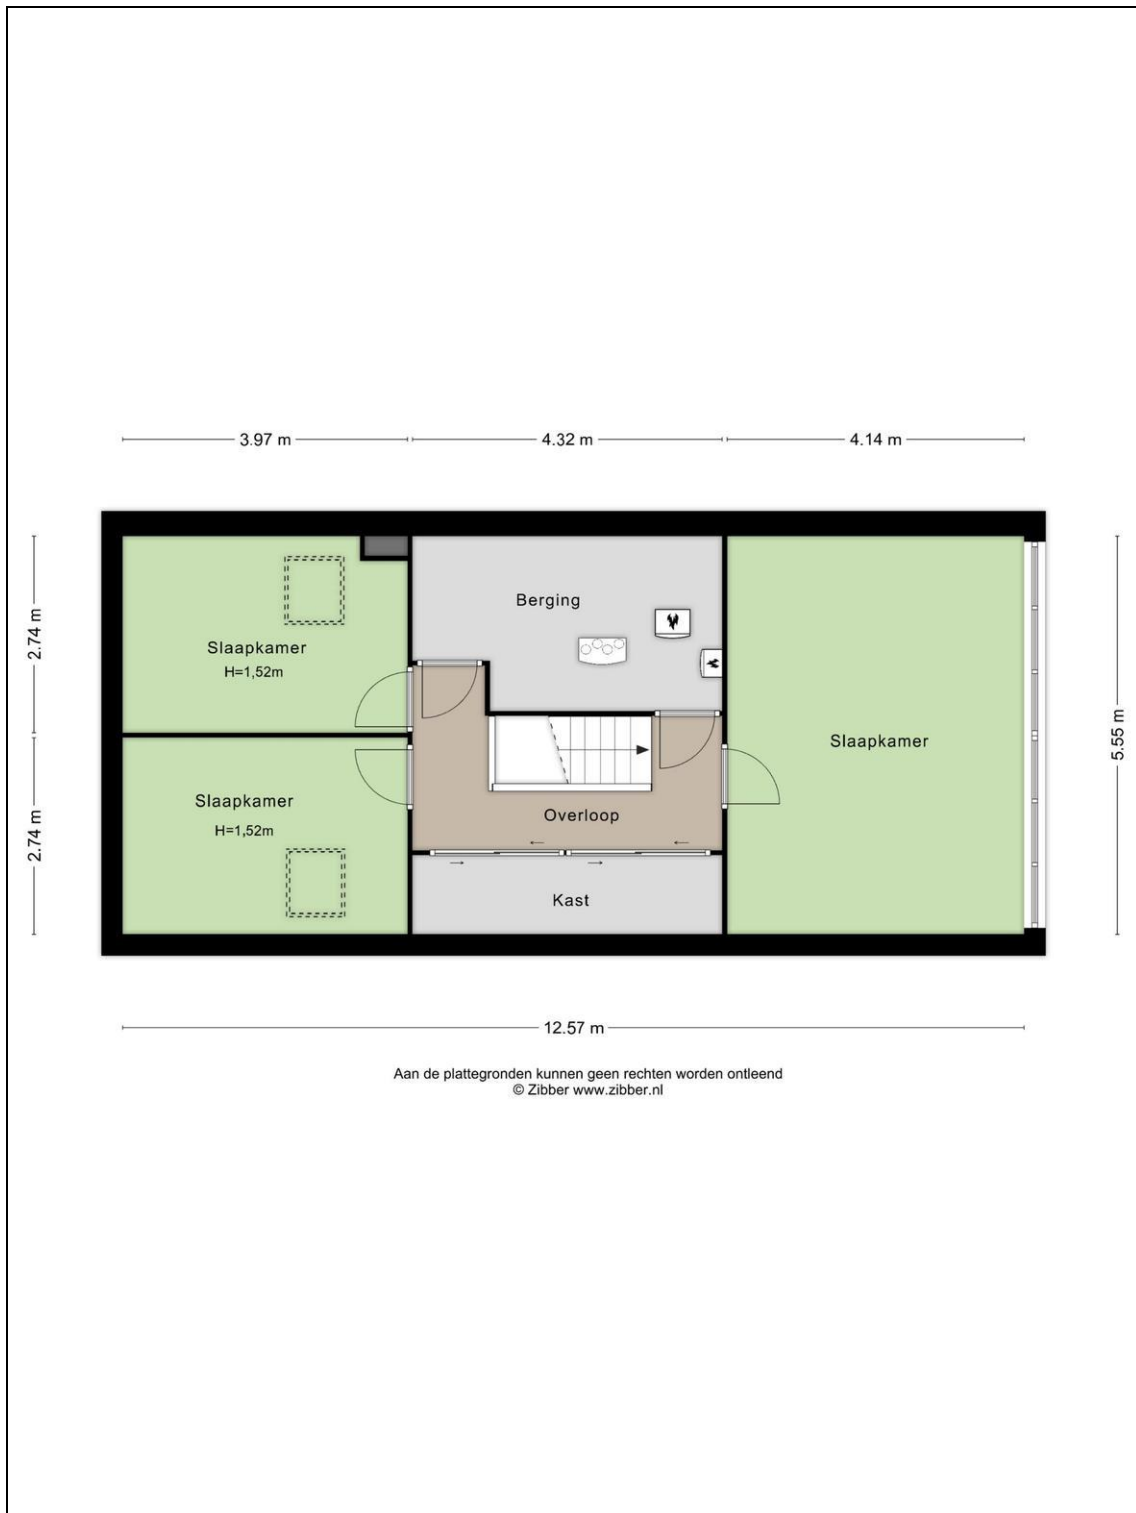 3.97 m
4.32 m
4.14 m
2.74 m
2.74 m
5.55 m
Berging
Slaapkamer
H=1,52m
Slaapkamer
Slaapkamer
H=1,52m
Overloop
Kast
12.57 m
Aan de plattegronden kunnen geen rechten worden ontleend
© Zibber www.zibber.nl